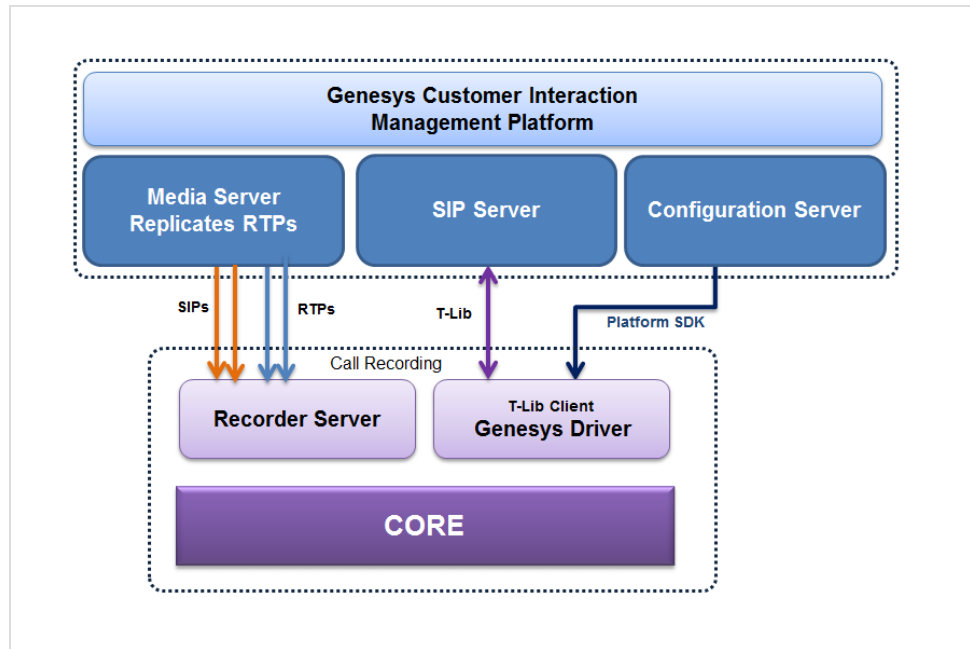 Genesys Customer Interaction
Management Platform
Media Server
Replicates RTPs
SIP Server
Configuration Server
SIPs
RTPs
T-Lib
Platform SDK
Call Recording
Recorder Server
T-Lib Client
Genesys Driver
CORE